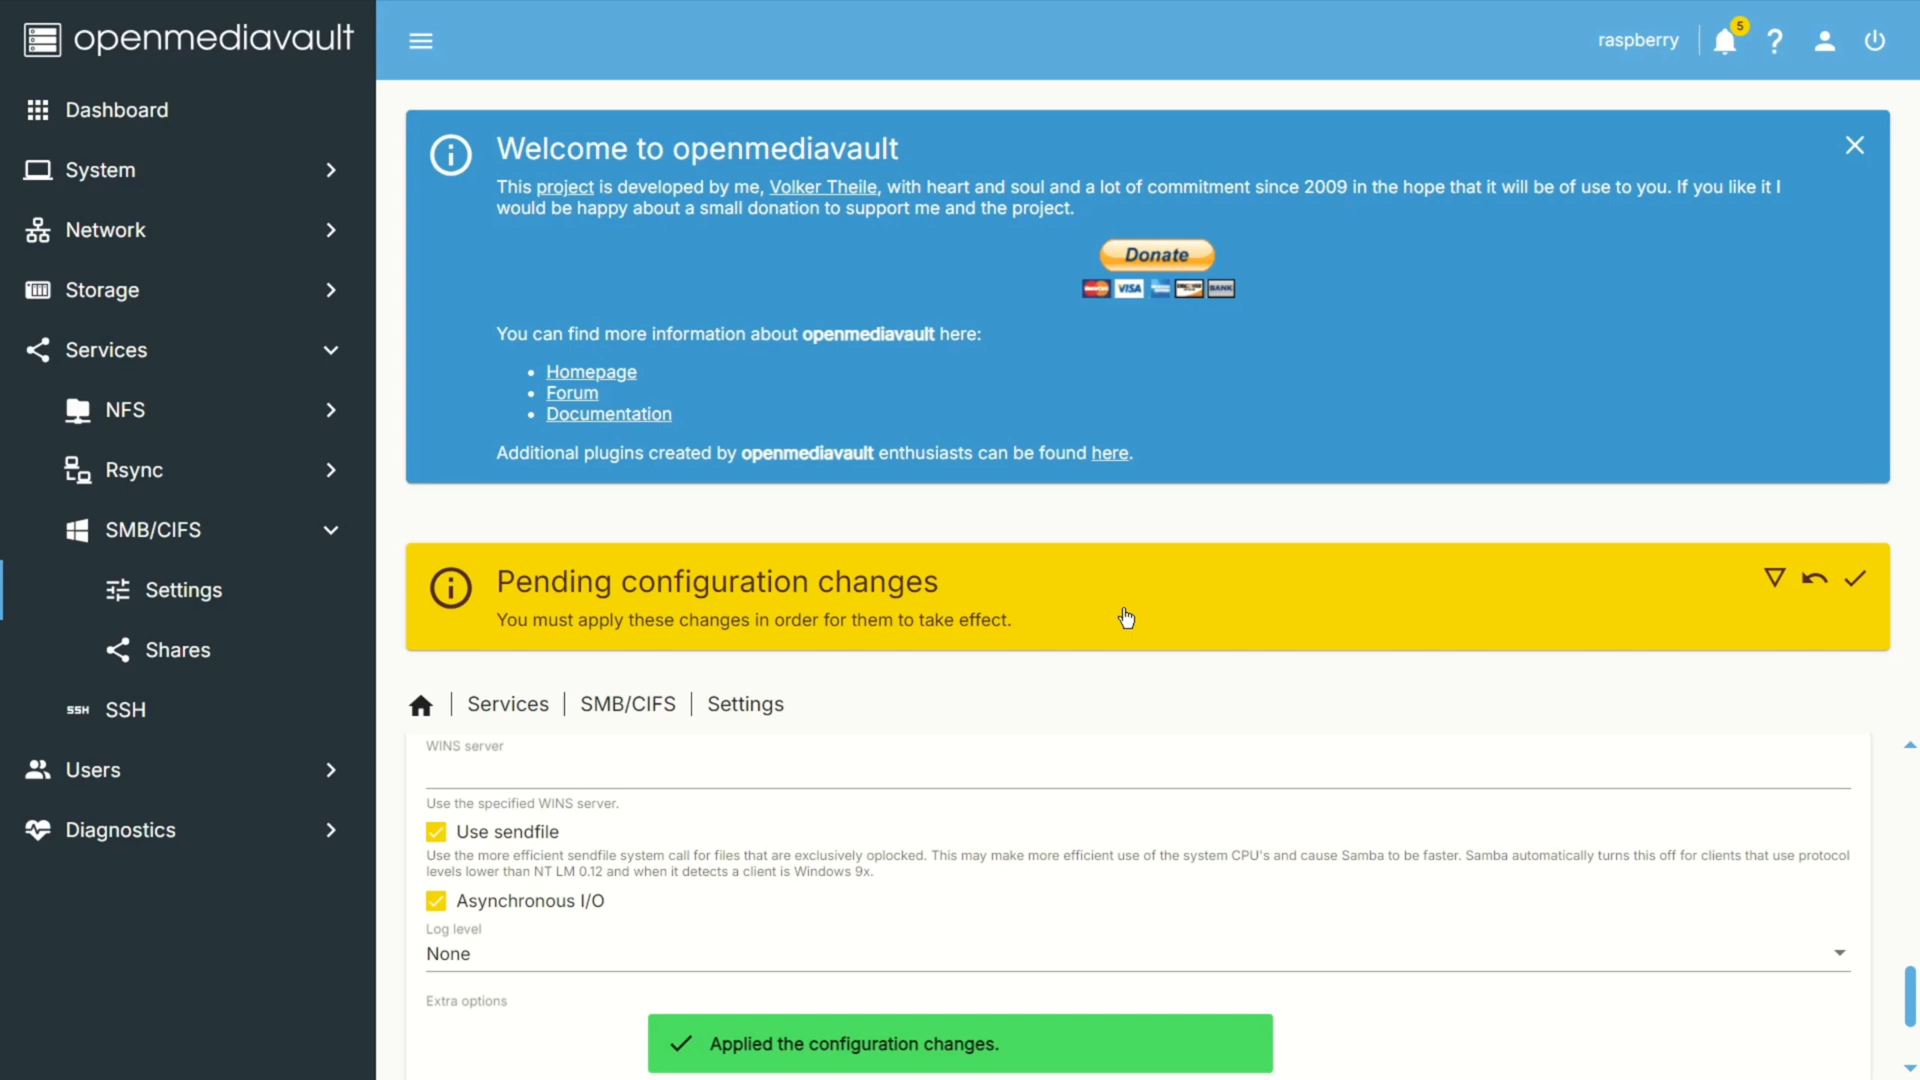 openmediavault
raspberry
5
Dashboard
System
Network
Storage
Services
NFS
Rsync
SMB/CIFS
Settings
Shares
SSH SSH
Users
Diagnostics
Welcome to openmediavault
This project is developed by me, Volker Theile, with heart and soul and a lot of commitment since 2009 in the hope that it will be of use to you. If you like it I
would be happy about a small donation to support me and the project.
Donate
VISA
BANK
You can find more information about openmediavault here:
Homepage
Forum
Documentation
Additional plugins created by openmediavault enthusiasts can be found here.
Pending configuration changes
You must apply these changes in order for them to take effect.
Services | SMB/CIFS | Settings
WINS server
Use the specified WINS server.
Use sendfile
Use the more efficient sendfile system call for files that are exclusively oplocked. This may make more efficient use of the system CPU's and cause Samba to be faster. Samba automatically turns this off for clients that use protocol
levels lower than NT LM 0.12 and when it detects a client is Windows 9x.
Asynchronous I/O
Log level
None
Extra options
Applied the configuration changes.